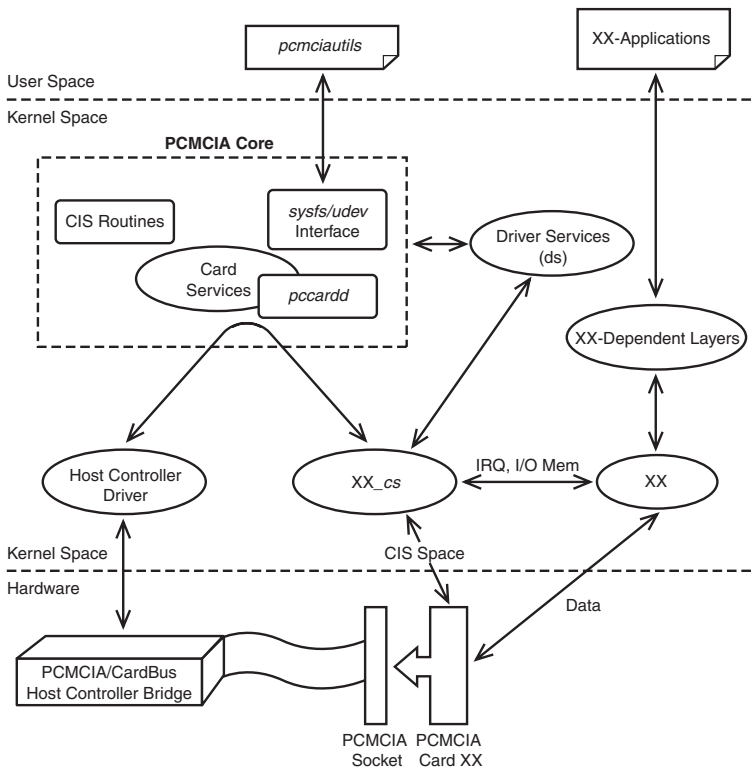 pcmciautils
XX-Applications
User Space
Kernel Space
PCMCIA Core
CIS Routines
sysfs/udev
Interface
Driver Services
(ds)
Card
Services
pccardd
XX-Dependent Layers
Host Controller
Driver
XX_cs
IRQ, I/O Mem
XX
Kernel Space
CIS Space
Hardware
Data
PCMCIA/CardBus
Host Controller Bridge
PCMCIA
Socket
PCMCIA
Card XX